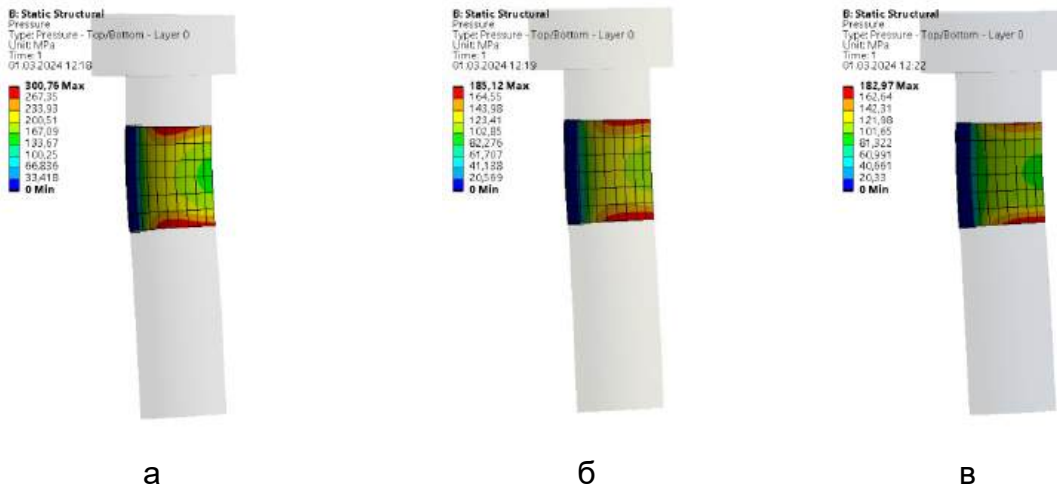 B: Static Structural
Pressure
Type: Pressure - Top/Bottom - Layer 0
Unit: MPa
Time: 1
01.03.2024 12:18
300,76 Max
267,35
233,93
200,51
167,09
133,67
100,25
66,836
33,418
0 Min
B: Static Structural
Pressure
Type: Pressure - Top/Bottom - Layer 0
Unit: MPa
Time: 1
01.03.2024 12:19
185,12 Max
164,55
143,98
123,41
102,85
82,276
61,707
41,138
20,569
0 Min
B: Static Structural
Pressure
Type: Pressure - Top/Bottom - Layer 0
Unit: MPa
Time: 1
01.03.2024 12:22
182,97 Max
162,64
142,31
121,98
101,65
81,322
60,991
40,661
20,33
0 Min
а
б
в